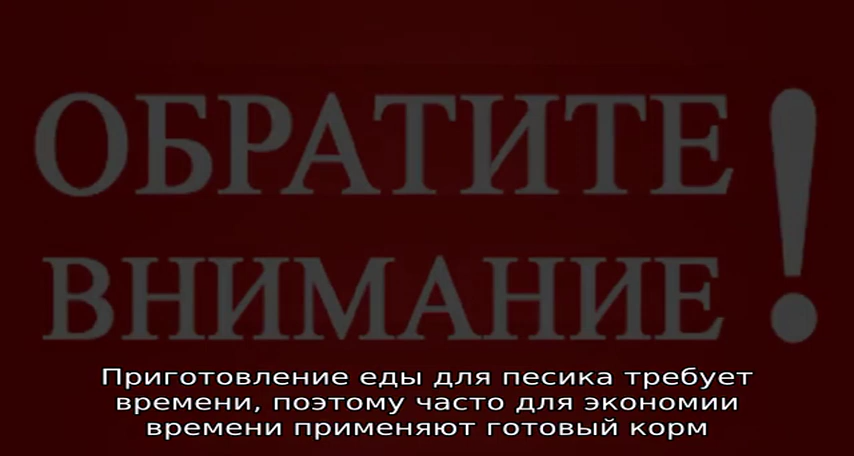 ОБРАТИТЕ
ВНИМАНИЕ!
Приготовление еды для песика требует
времени, поэтому часто для экономии
времени применяют готовый корм